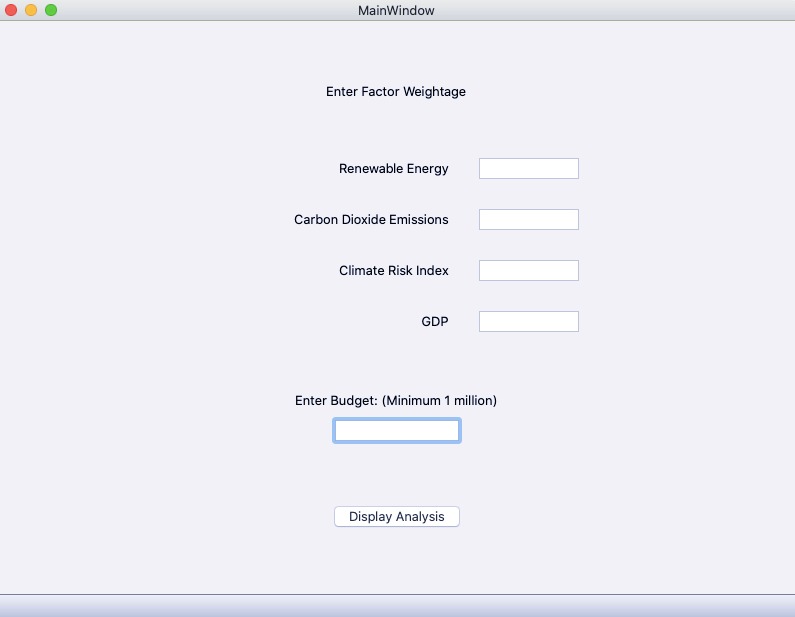 MainWindow
Enter Factor Weightage
Renewable Energy
Carbon Dioxide Emissions
Climate Risk Index
GDP
Enter Budget: (Minimum 1 million)
Display Analysis